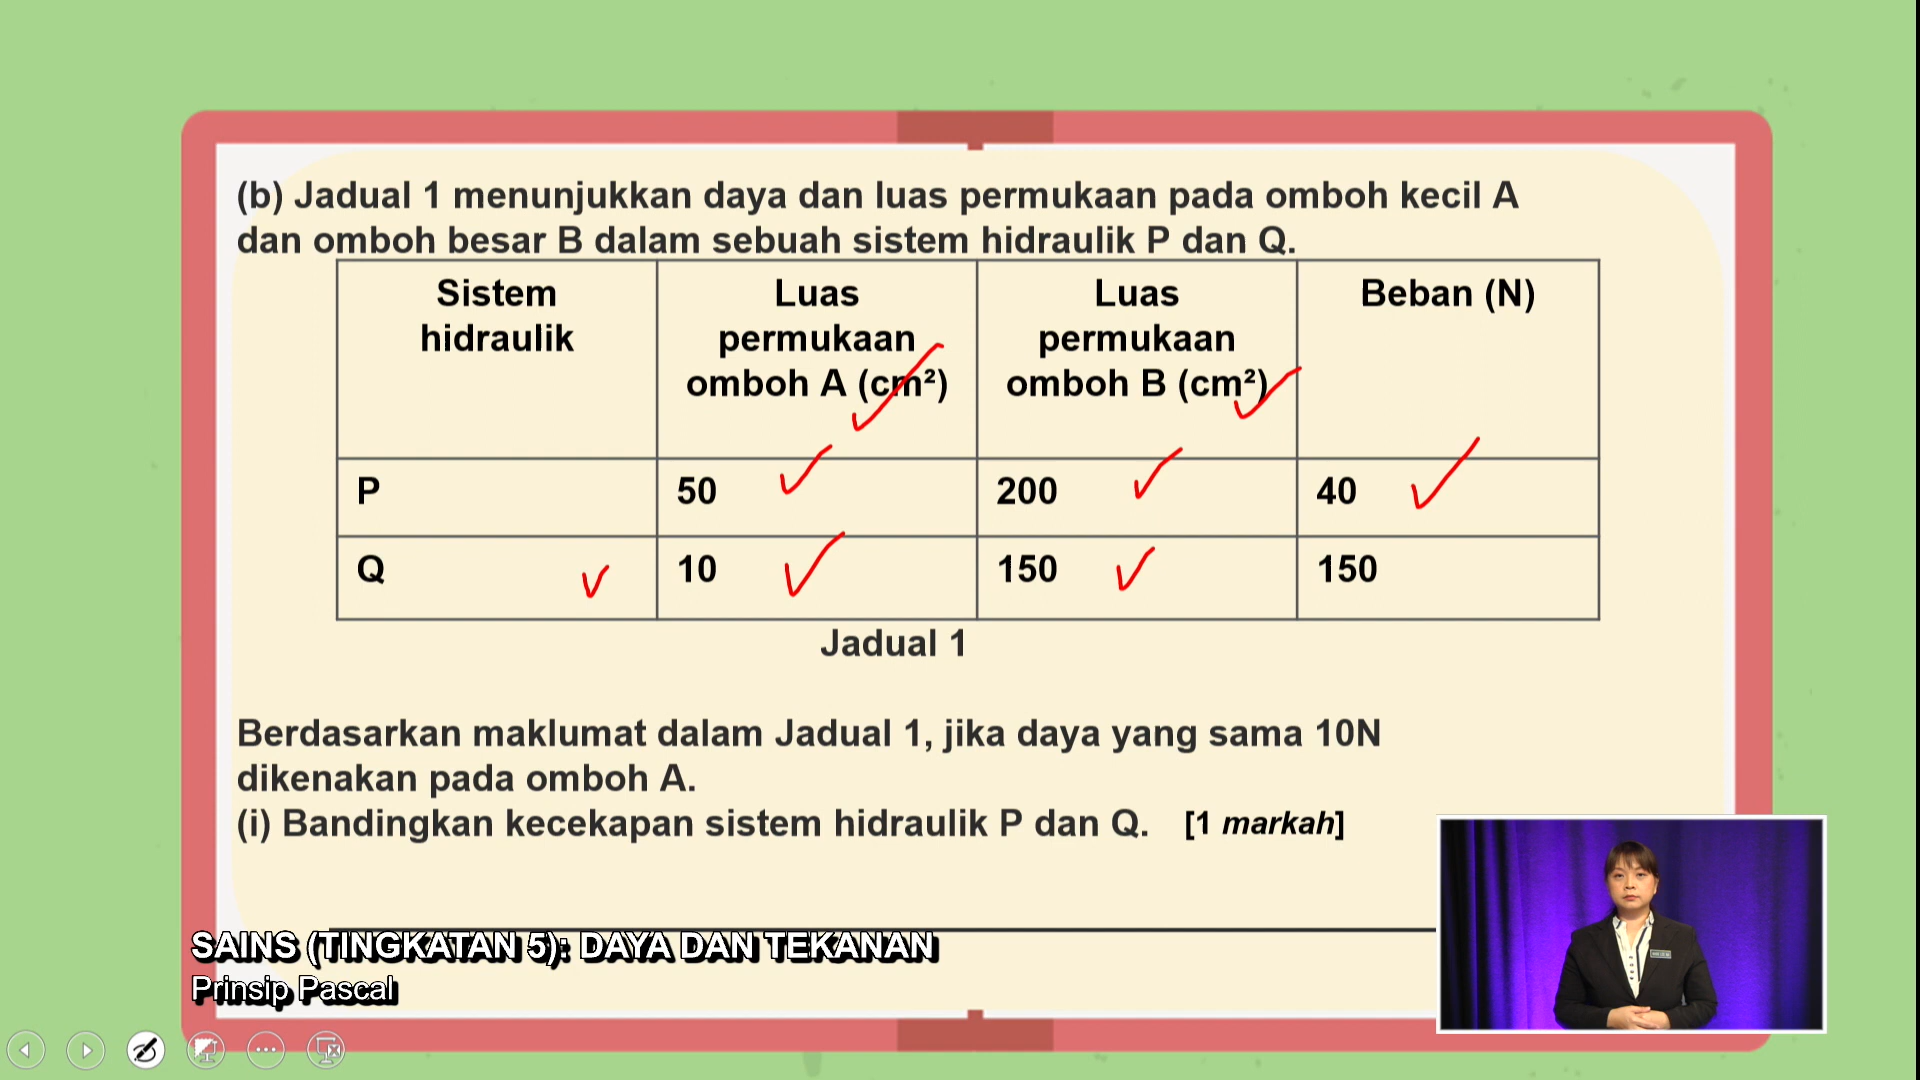 (b) Jadual 1 menunjukkan daya dan luas permukaan pada omboh kecil A
dan omboh besar B dalam sebuah sistem hidraulik P dan Q.
Sistem
hidraulik
Luas
permukaan
omboh A (cm²)
Luas
permukaan
omboh B (cm²)
Beban (N)
P 50 200 40
Q 10 150 150
Jadual 1
Berdasarkan maklumat dalam Jadual 1, jika daya yang sama 10N
dikenakan pada omboh A.
(i) Bandingkan kecekapan sistem hidraulik P dan Q. [1 markah]
SAINS (TINGKATAN 5): DAYA DAN TEKANAN
Prinsip Pascal